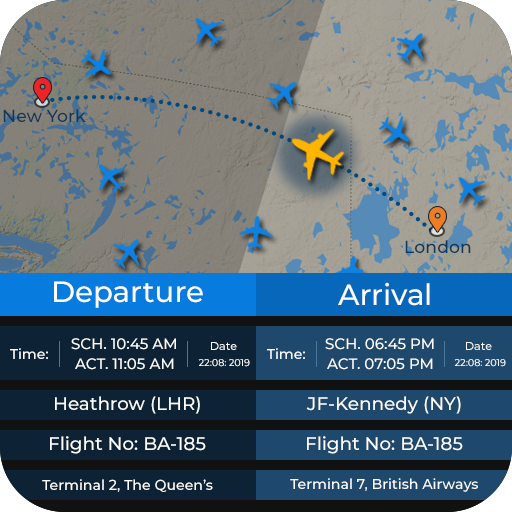 New York
London
Departure
Arrival
Time:
SCH. 10:45 AM
ACT. 11:05 AM
Date
22:08: 2019
Time:
SCH. 06:45 PM
ACT. 07:05 PM
Date
22:08: 2019
Heathrow (LHR)
JF-Kennedy (NY)
Flight No: BA-185
Flight No: BA-185
Terminal 2, The Queen’s
Terminal 7, British Airways